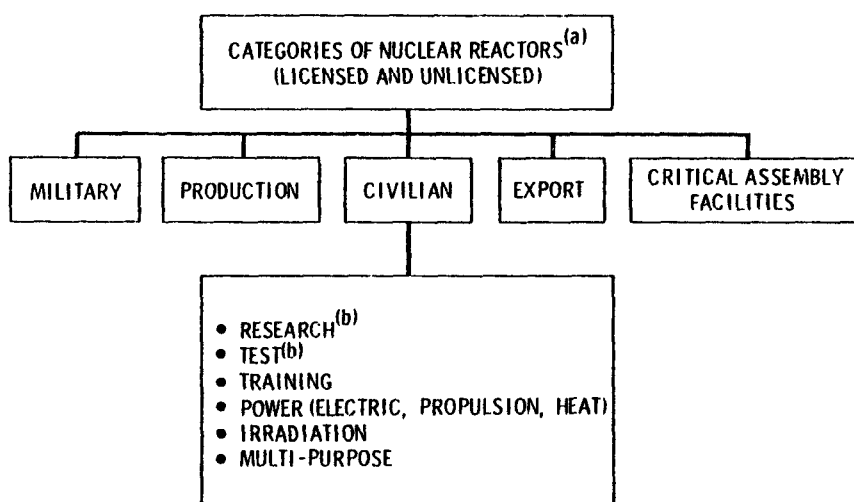 CATEGORIES OF NUCLEAR REACTORS(a)
(LICENSED AND UNLICENSED)
MILITARY
PRODUCTION
CIVILIAN
EXPORT
CRITICAL ASSEMBLY
FACILITIES
• RESEARCH(b)
• TEST(b)
• TRAINING
• POWER (ELECTRIC, PROPULSION, HEAT)
• IRRADIATION
• MULTI-PURPOSE